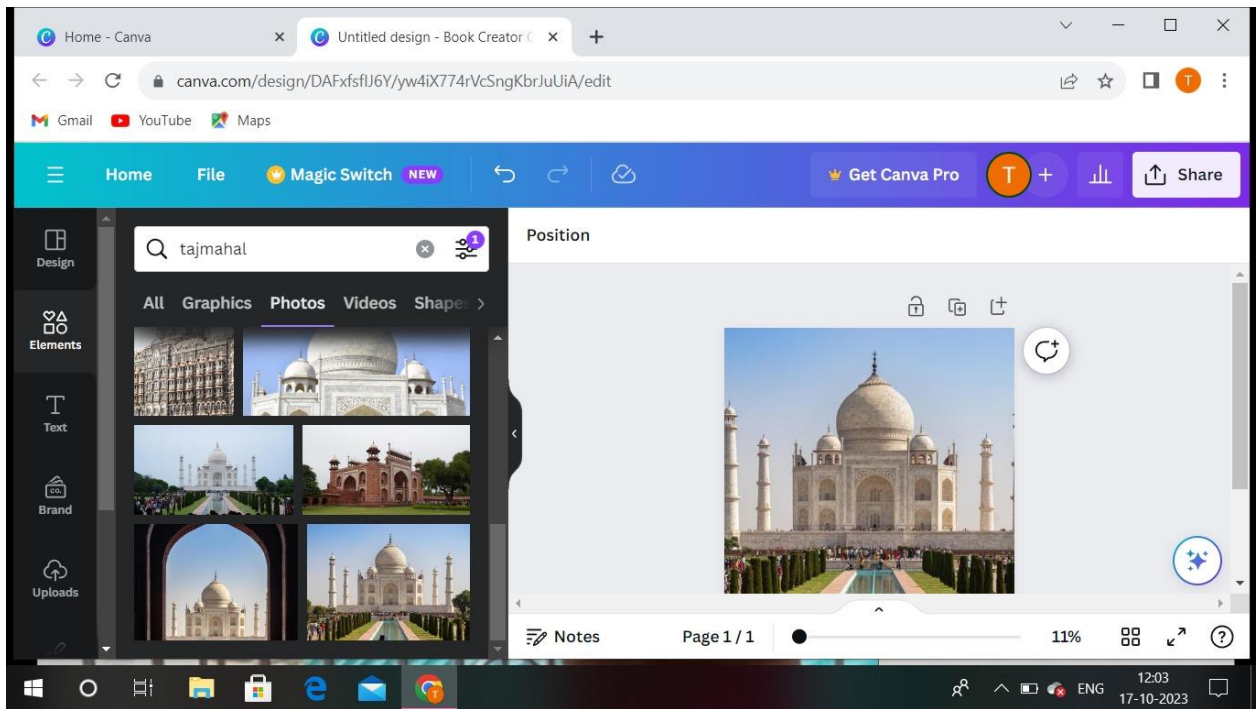 Home - Canva
Untitled design - Book Creator
canva.com/design/DAFxfsflJ6Y/yw4iX774rVcSngKbrJuUiA/edit
Gmail YouTube Maps
Home File Magic Switch NEW Get Canva Pro T + Share
Design
tajmahal 1
Position
All Graphics Photos Videos Shapes
Elements
Text
Brand
Uploads
Notes Page 1 / 1 11%
ENG 12:03
17-10-2023